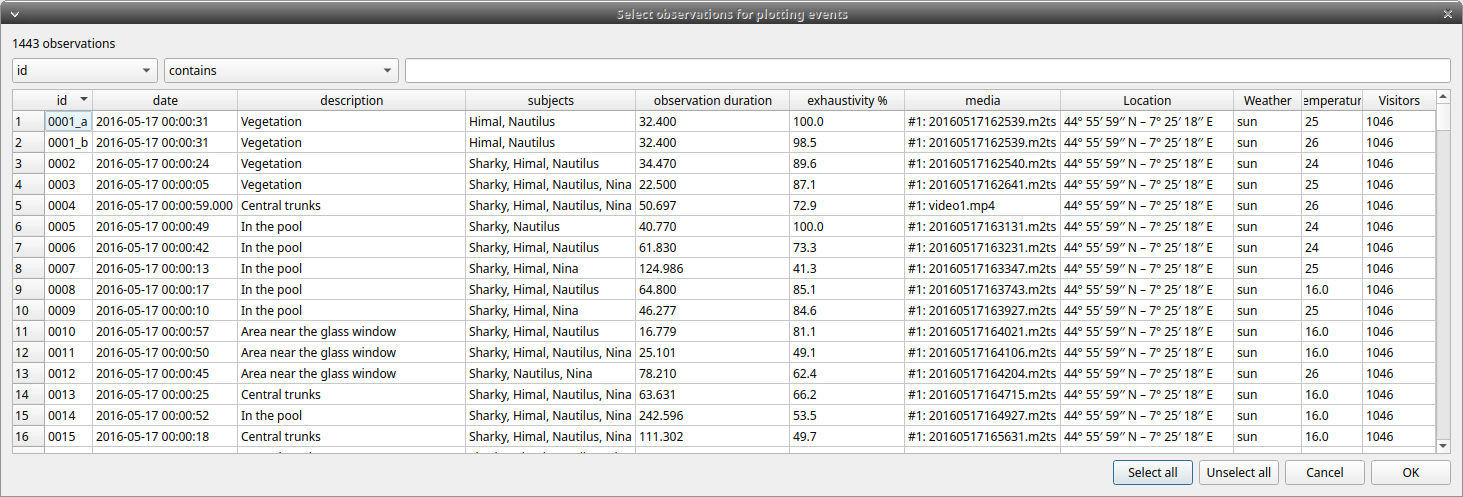 Select observations for plotting events
1443 observations
id contains
id date description subjects observation duration exhaustivity % media Location Weather emperatur Visitors
1 0001_a 2016-05-17 00:00:31 Vegetation Himal, Nautilus 32.400 100.0 #1: 20160517162539.m2ts 44° 55′ 59″ N – 7° 25′ 18″ E sun 25 1046
2 0001_b 2016-05-17 00:00:31 Vegetation Himal, Nautilus 32.400 98.5 #1: 20160517162539.m2ts 44° 55′ 59″ N – 7° 25′ 18″ E sun 26 1046
3 0002 2016-05-17 00:00:24 Vegetation Sharky, Himal, Nautilus 34.470 89.6 #1: 20160517162540.m2ts 44° 55′ 59″ N – 7° 25′ 18″ E sun 24 1046
4 0003 2016-05-17 00:00:05 Vegetation Sharky, Himal, Nautilus, Nina 22.500 87.1 #1: 20160517162641.m2ts 44° 55′ 59″ N – 7° 25′ 18″ E sun 25 1046
5 0004 2016-05-17 00:00:59.000 Central trunks Sharky, Himal, Nautilus, Nina 50.697 72.9 #1: video1.mp4 44° 55′ 59″ N – 7° 25′ 18″ E sun 26 1046
6 0005 2016-05-17 00:00:49 In the pool Sharky, Nautilus 40.770 100.0 #1: 20160517163131.m2ts 44° 55′ 59″ N – 7° 25′ 18″ E sun 24 1046
7 0006 2016-05-17 00:00:42 In the pool Sharky, Himal, Nautilus 61.830 73.3 #1: 20160517163231.m2ts 44° 55′ 59″ N – 7° 25′ 18″ E sun 24 1046
8 0007 2016-05-17 00:00:13 In the pool Sharky, Himal, Nina 124.986 41.3 #1: 20160517163347.m2ts 44° 55′ 59″ N – 7° 25′ 18″ E sun 25 1046
9 0008 2016-05-17 00:00:17 In the pool Sharky, Himal, Nautilus 64.800 85.1 #1: 20160517163743.m2ts 44° 55′ 59″ N – 7° 25′ 18″ E sun 16.0 1046
10 0009 2016-05-17 00:00:10 In the pool Sharky, Himal, Nina 46.277 84.6 #1: 20160517163927.m2ts 44° 55′ 59″ N – 7° 25′ 18″ E sun 25 1046
11 0010 2016-05-17 00:00:57 Area near the glass window Sharky, Himal, Nautilus 16.779 81.1 #1: 20160517164021.m2ts 44° 55′ 59″ N – 7° 25′ 18″ E sun 16.0 1046
12 0011 2016-05-17 00:00:50 Area near the glass window Sharky, Himal, Nautilus, Nina 25.101 49.1 #1: 20160517164106.m2ts 44° 55′ 59″ N – 7° 25′ 18″ E sun 16.0 1046
13 0012 2016-05-17 00:00:45 Area near the glass window Sharky, Nautilus, Nina 78.210 62.4 #1: 20160517164204.m2ts 44° 55′ 59″ N – 7° 25′ 18″ E sun 26 1046
14 0013 2016-05-17 00:00:25 Central trunks Sharky, Himal, Nautilus, Nina 63.631 66.2 #1: 20160517164715.m2ts 44° 55′ 59″ N – 7° 25′ 18″ E sun 16.0 1046
15 0014 2016-05-17 00:00:52 In the pool Sharky, Himal, Nautilus, Nina 242.596 53.5 #1: 20160517164927.m2ts 44° 55′ 59″ N – 7° 25′ 18″ E sun 16.0 1046
16 0015 2016-05-17 00:00:18 Central trunks Sharky, Himal, Nautilus, Nina 111.302 49.7 #1: 20160517165631.m2ts 44° 55′ 59″ N – 7° 25′ 18″ E sun 16.0 1046
Select all Unselect all Cancel OK